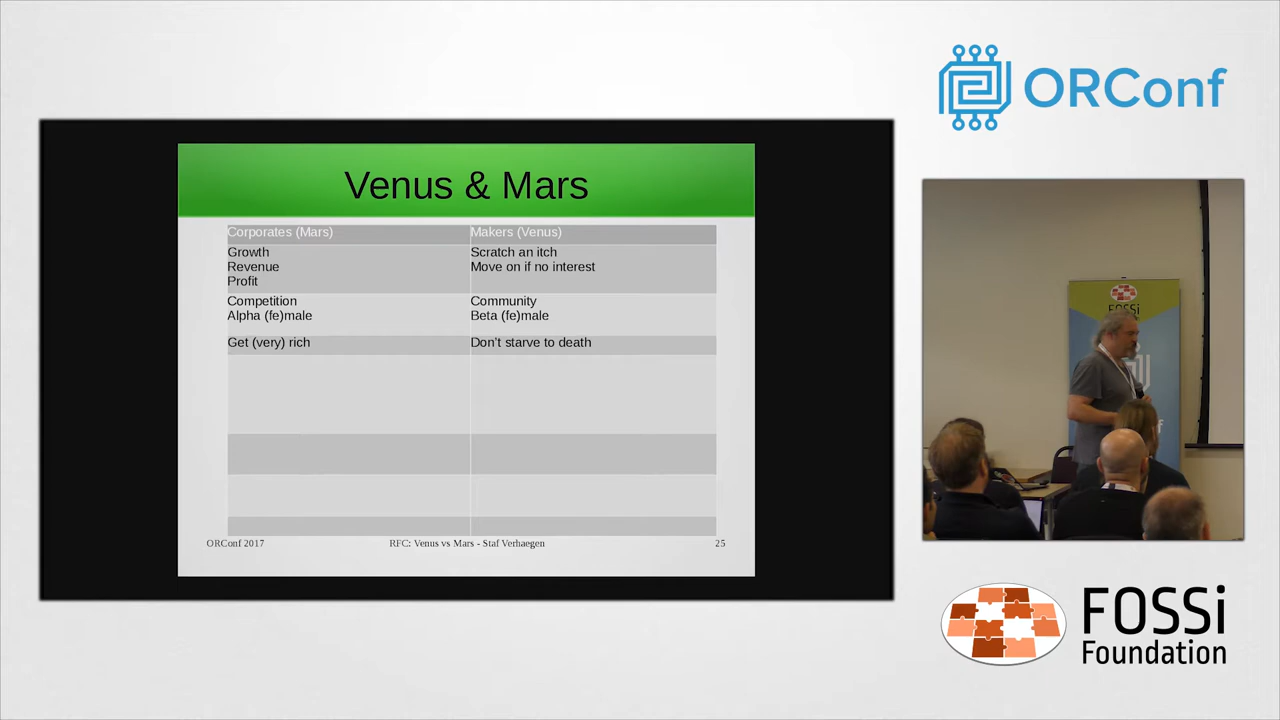 ORConf
Venus & Mars
Corporates (Mars)
Makers (Venus)
Growth
Revenue
Profit
Scratch an itch
Move on if no interest
Competition
Alpha (fe)male
Community
Beta (fe)male
Get (very) rich
Don't starve to death
ORConf 2017
RFC: Venus vs Mars - Staf Verhaegen
25
FOSSi
FOSSi
Foundation